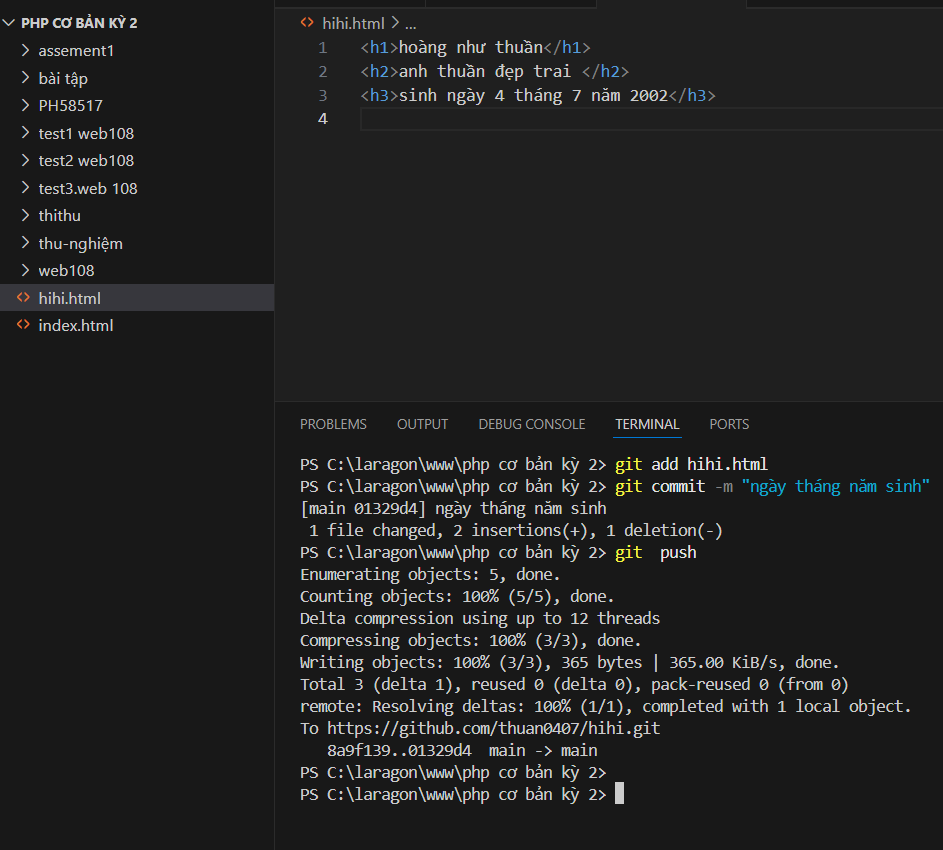 PHP CƠ BẢN KỲ 2
assement1
bài tập
PH58517
test1 web108
test2 web108
test3.web 108
thithu
thu-nghiệm
web108
hihi.html
index.html
hihi.html > ...
1 <h1>hoàng như thuần</h1>
2 <h2>anh thuần đẹp trai </h2>
3 <h3>sinh ngày 4 tháng 7 năm 2002</h3>
4
PROBLEMS OUTPUT DEBUG CONSOLE TERMINAL PORTS
PS C:\laragon\www\php cơ bản kỳ 2> git add hihi.html
PS C:\laragon\www\php cơ bản kỳ 2> git commit -m "ngày tháng năm sinh"
[main 01329d4] ngày tháng năm sinh
 1 file changed, 2 insertions(+), 1 deletion(-)
PS C:\laragon\www\php cơ bản kỳ 2> git  push
Enumerating objects: 5, done.
Counting objects: 100% (5/5), done.
Delta compression using up to 12 threads
Compressing objects: 100% (3/3), done.
Writing objects: 100% (3/3), 365 bytes | 365.00 KiB/s, done.
Total 3 (delta 1), reused 0 (delta 0), pack-reused 0 (from 0)
remote: Resolving deltas: 100% (1/1), completed with 1 local object.
To https://github.com/thuan0407/hihi.git
   8a9f139..01329d4  main -> main
PS C:\laragon\www\php cơ bản kỳ 2>
PS C:\laragon\www\php cơ bản kỳ 2>